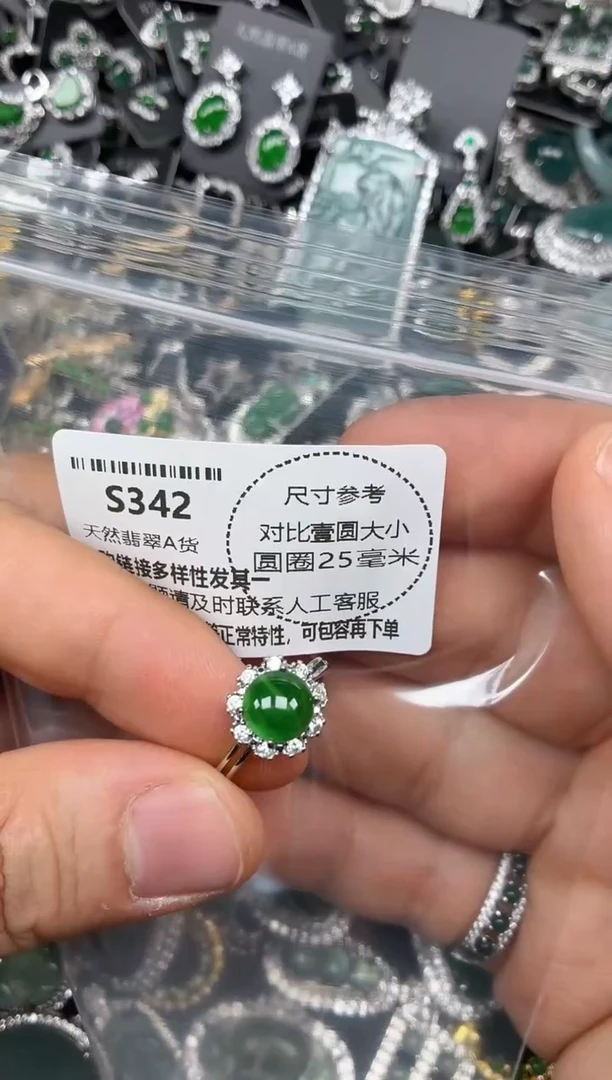 S342
尺寸参考
天然翡翠A货
对比壹圆大小
圆圈25毫米
链接多样性发其一
请及时联系人工客服
正常特性，可包容再下单